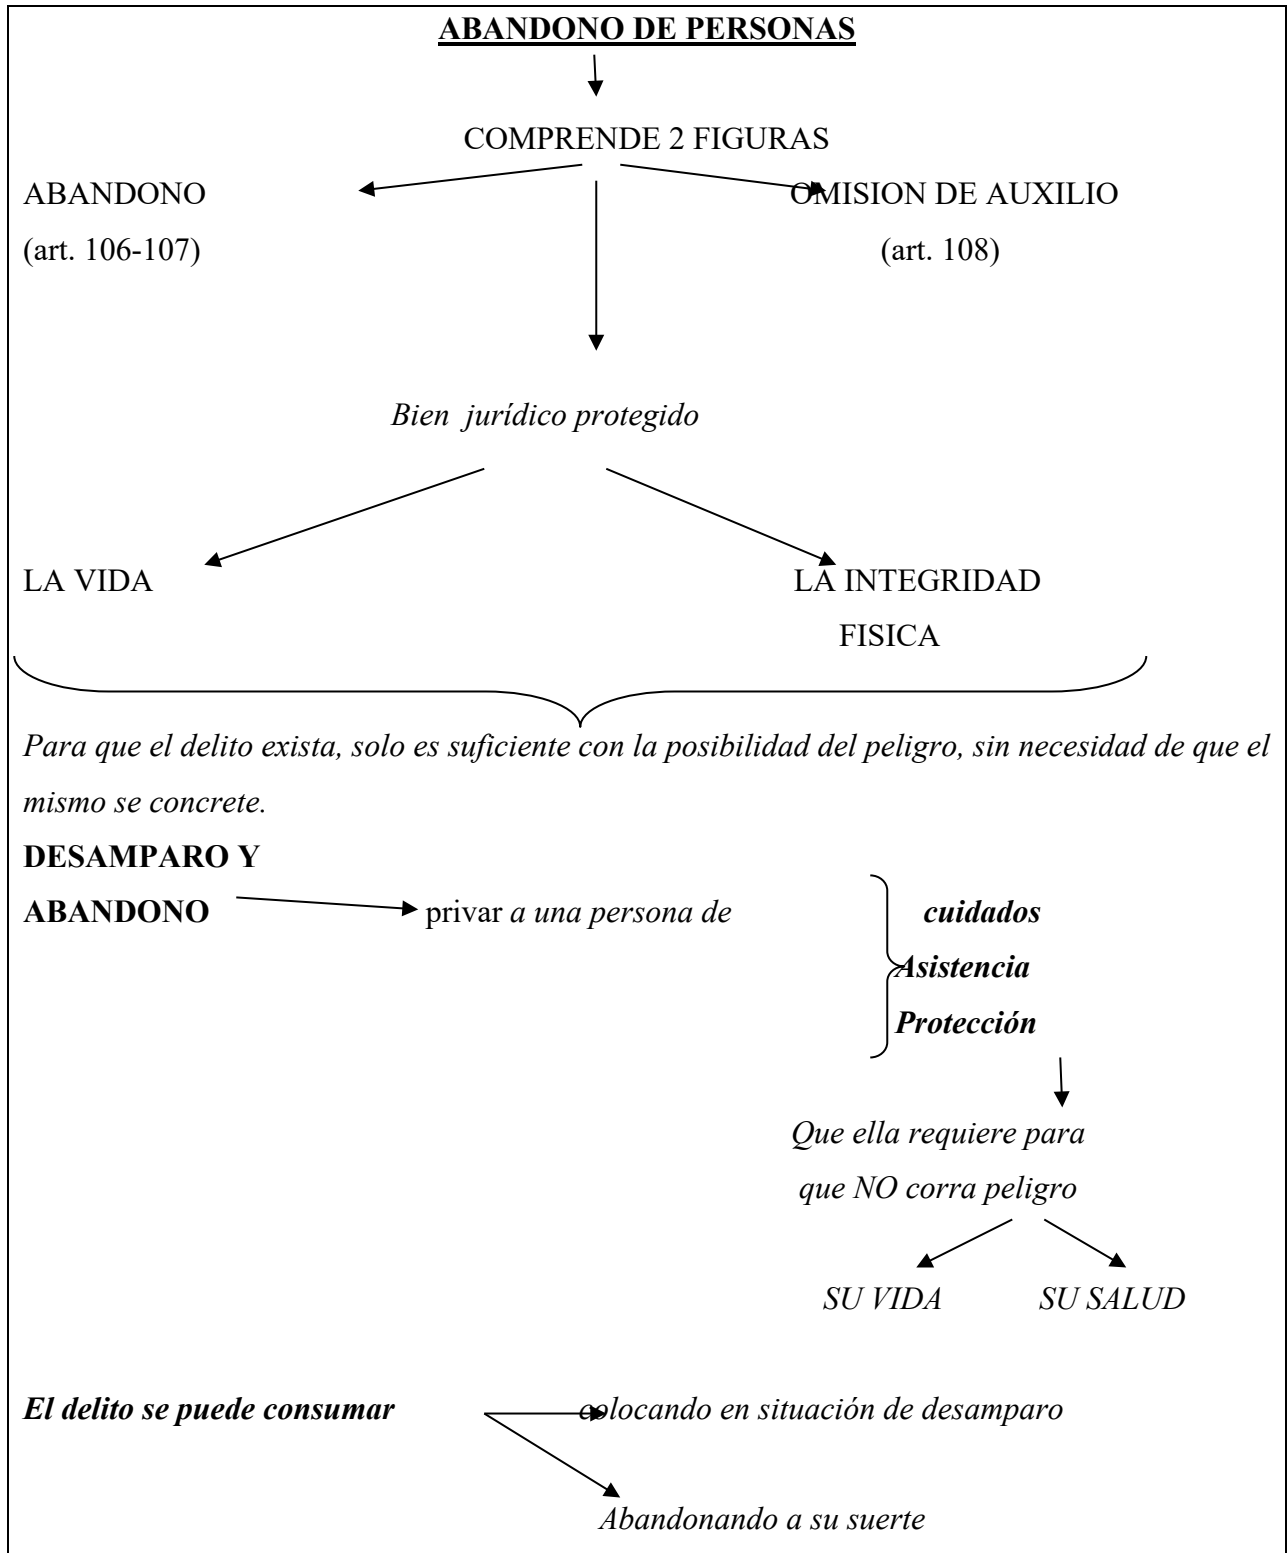 ABANDONO DE PERSONAS
COMPRENDE 2 FIGURAS
ABANDONO OMISION DE AUXILIO
(art. 106-107) (art. 108)
Bien jurídico protegido
LA VIDA LA INTEGRIDAD
FISICA
Para que el delito exista, solo es suficiente con la posibilidad del peligro, sin necesidad de que el
mismo se concrete.
DESAMPARO Y
ABANDONO privar a una persona de cuidados
Asistencia
Protección
Que ella requiere para
que NO corra peligro
SU VIDA SU SALUD
El delito se puede consumar colocando en situación de desamparo
Abandonando a su suerte